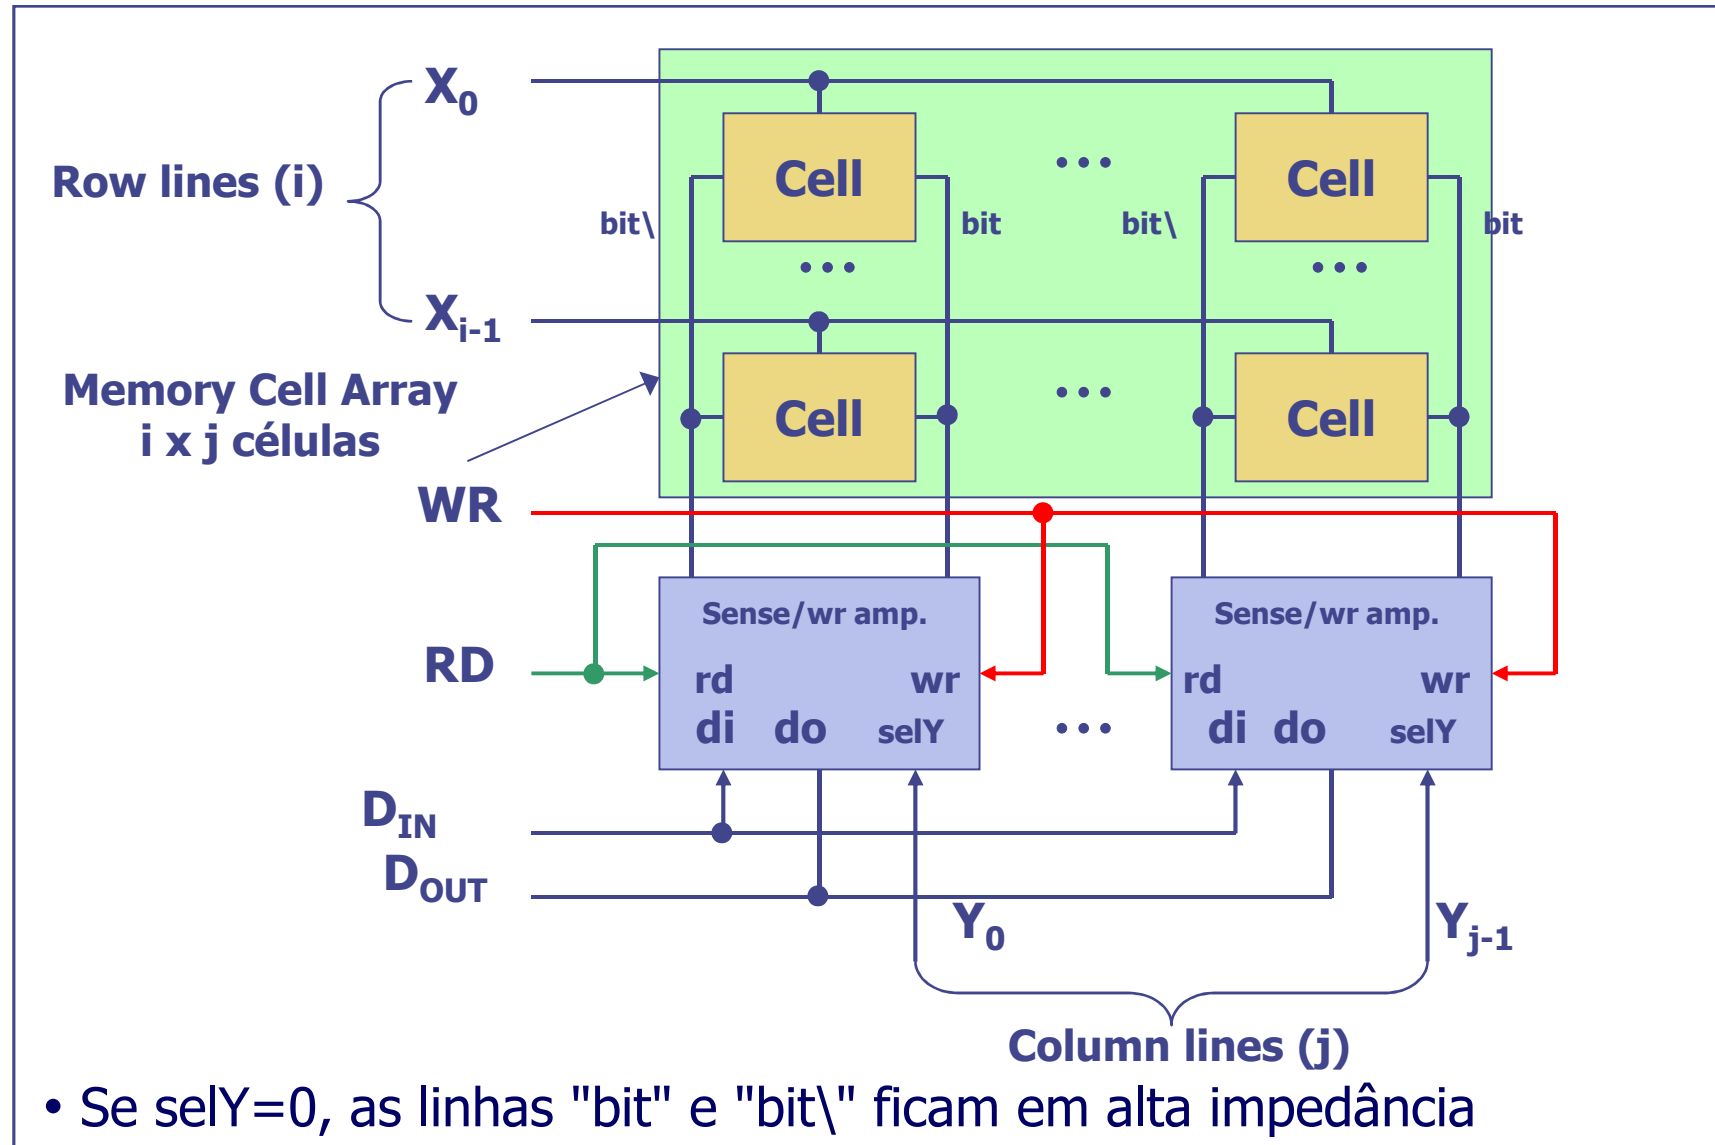 X0
Cell ••• Cell
Row lines (i)
bit\ bit bit\ bit
••• •••
Xi-1
Memory Cell Array
i x j células
Cell ••• Cell
WR
Sense/wr amp. Sense/wr amp.
RD
rd wr rd wr
di do selY ••• di do selY
DIN
DOUT
Y0 Yj-1
Column lines (j)
• Se selY=0, as linhas "bit" e "bit\" ficam em alta impedância